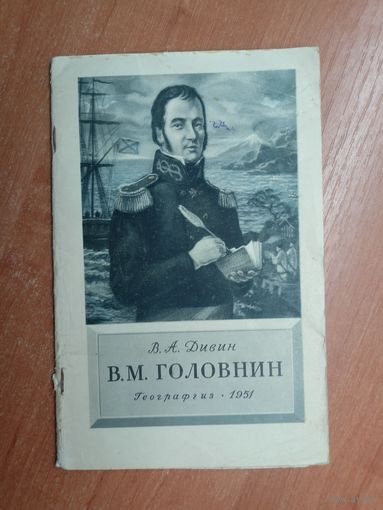 В. А. Дивин
В.М. ГОЛОВНИН
Географгиз · 1951